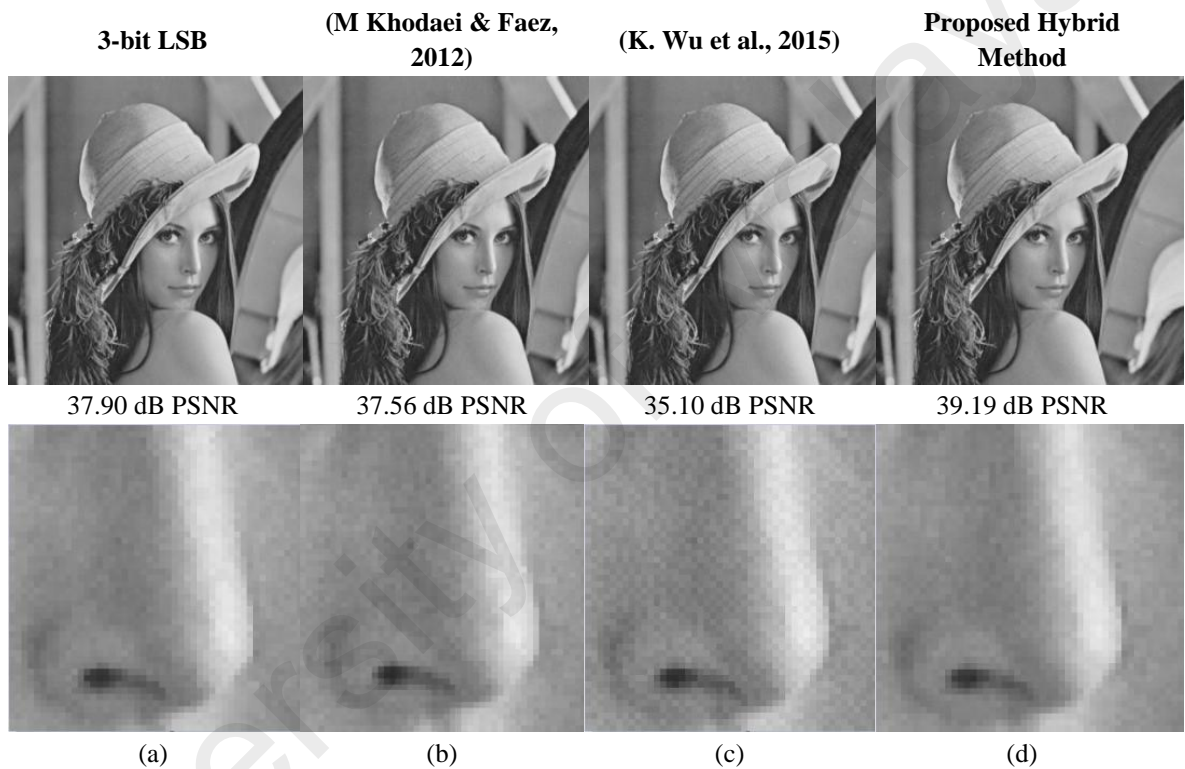 3-bit LSB
(M Khodaei & Faez,
2012)
(K. Wu et al., 2015)
Proposed Hybrid
Method
37.90 dB PSNR
37.56 dB PSNR
35.10 dB PSNR
39.19 dB PSNR
(a)
(b)
(c)
(d)